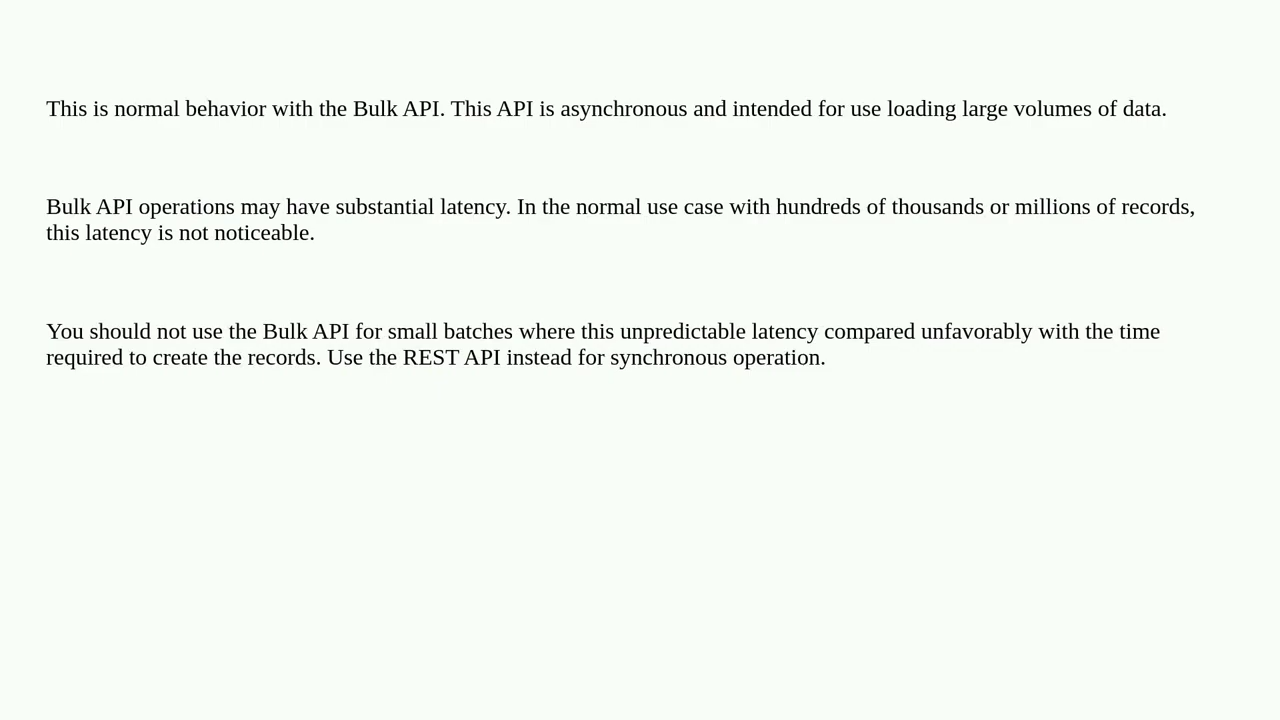 This is normal behavior with the Bulk API. This API is asynchronous and intended for use loading large volumes of data.
Bulk API operations may have substantial latency. In the normal use case with hundreds of thousands or millions of records,
this latency is not noticeable.
You should not use the Bulk API for small batches where this unpredictable latency compared unfavorably with the time
required to create the records. Use the REST API instead for synchronous operation.